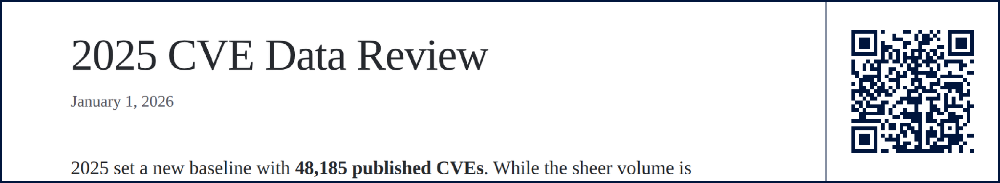 2025 CVE Data Review
January 1, 2026
2025 set a new baseline with 48,185 published CVEs. While the sheer volume is